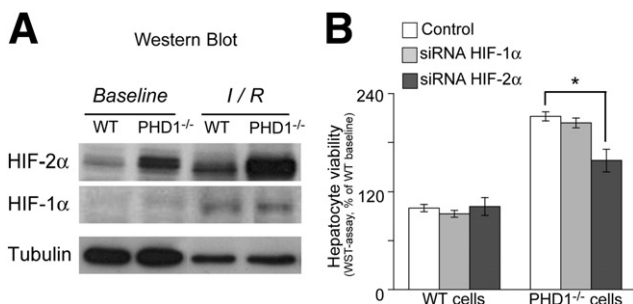 A
Western Blot
Baseline I / R
WT PHD1-/- WT PHD1-/-
HIF-2α
HIF-1α
Tubulin
B
Control
siRNA HIF-1α
siRNA HIF-2α
*
240
120
0
Hepatocyte viability
(WST-assay, % of WT baseline)
WT cells PHD1-/- cells